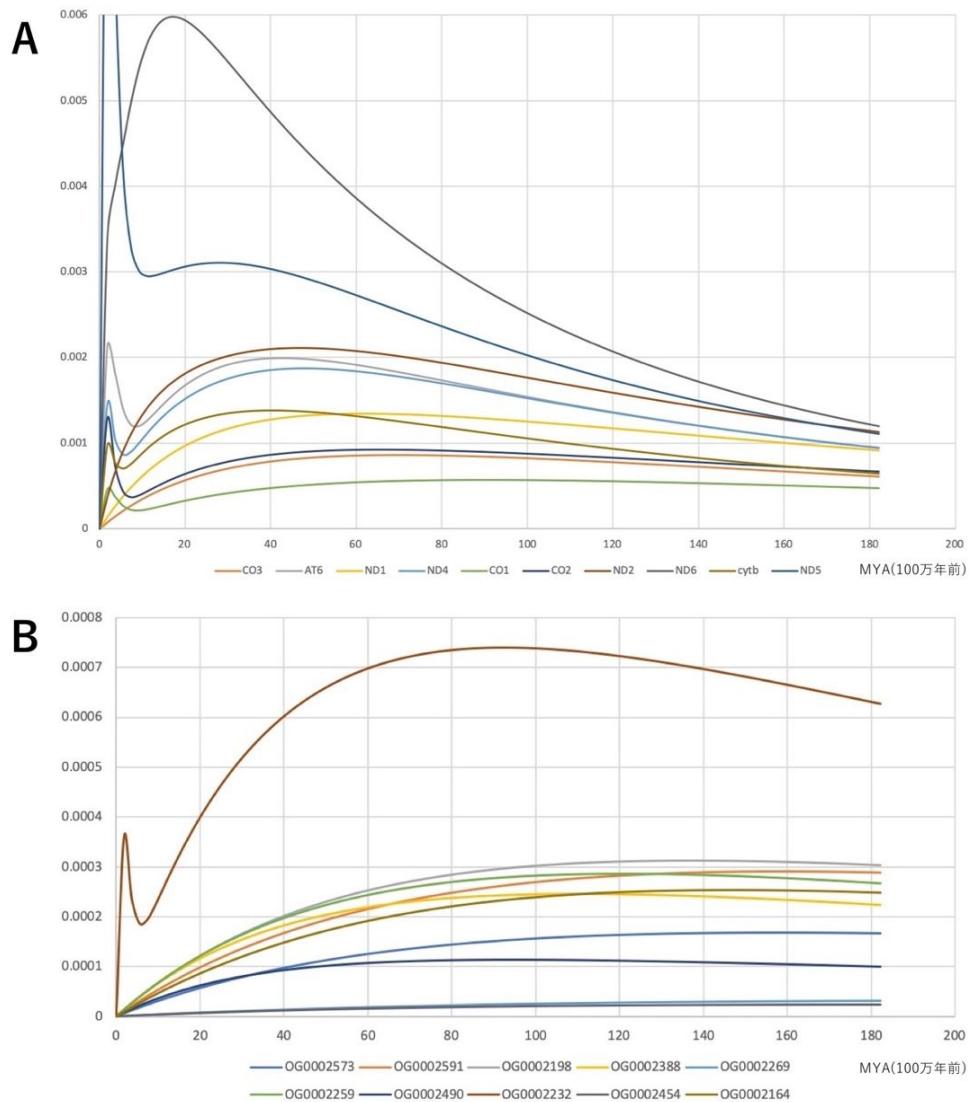 A
0.006
0.005
0.004
0.003
0.002
0.001
0
0 20 40 60 80 100 120 140 160 180 200
CO3 AT6 ND1 ND4 CO1 CO2 ND2 ND6 cytb ND5 MYA(100万年前)
B
0.0008
0.0007
0.0006
0.0005
0.0004
0.0003
0.0002
0.0001
0
0 20 40 60 80 100 120 140 160 180 200
OG0002573 OG0002591 OG0002198 OG0002388 OG0002269 MYA(100万年前)
OG0002259 OG0002490 OG0002232 OG0002454 OG0002164